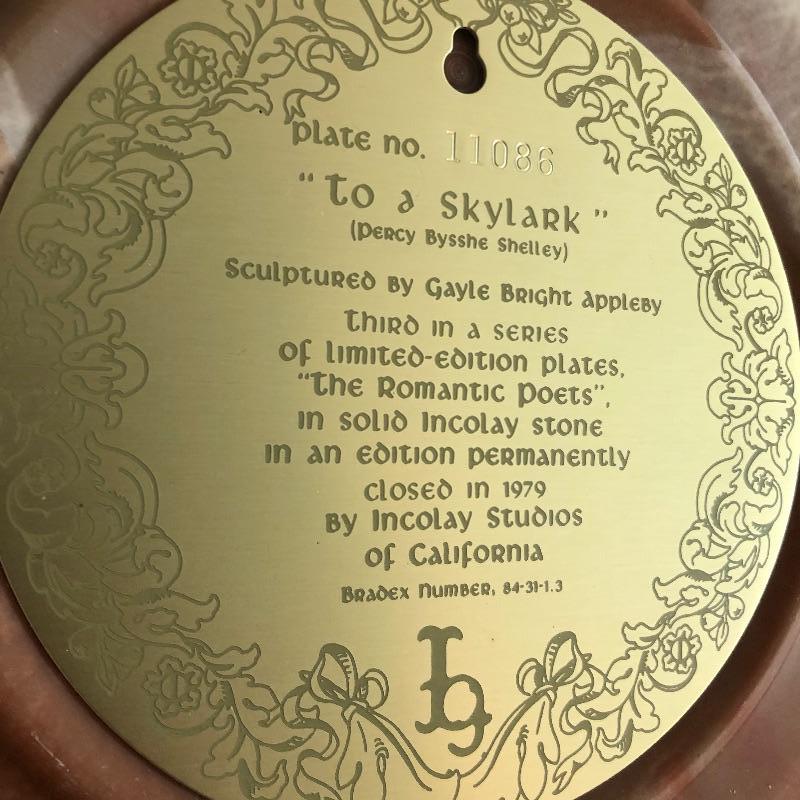 Plate no. 11086
"To a Skylark"
(Percy Bysshe Shelley)
Sculptured by Gayle Bright Appleby
Third in a series
of limited-edition plates,
"The Romantic Poets",
in solid Incolay stone
in an edition permanently
closed in 1979
by Incolay Studios
of California
Bradex Number, 84-31-1.3